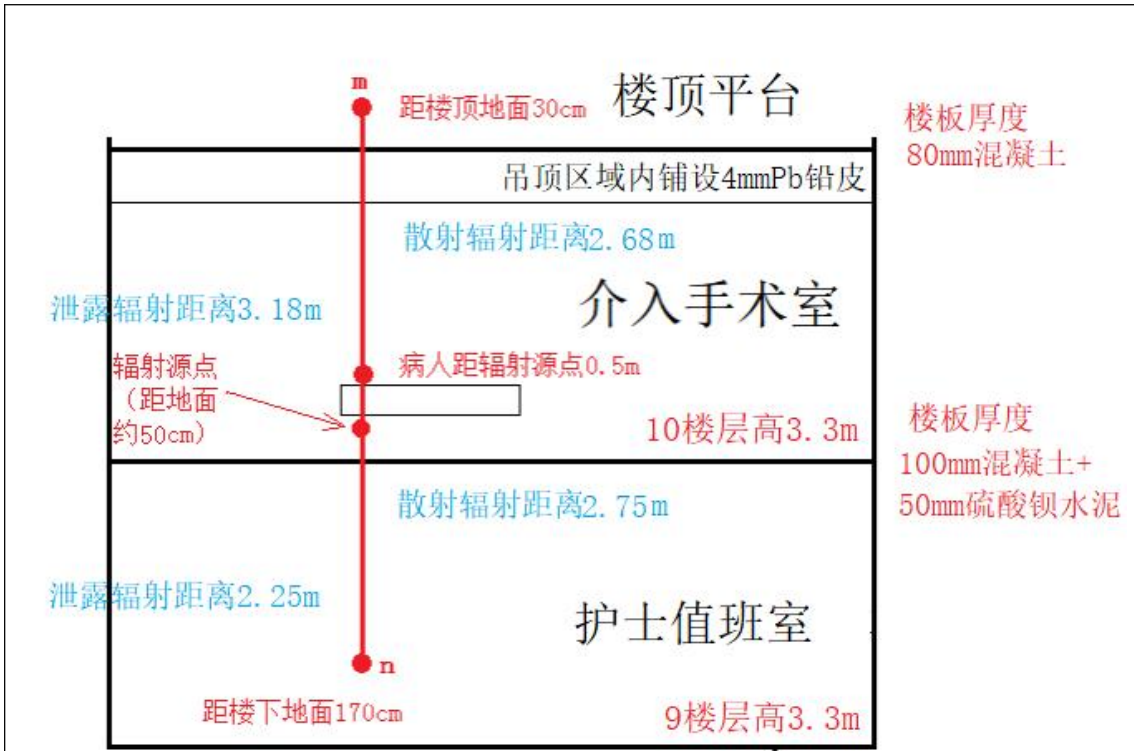 m
距楼顶地面30cm
楼顶平台
楼板厚度
80mm混凝土
吊顶区域内铺设4mmPb铅皮
散射辐射距离2.68m
介入手术室
泄露辐射距离3.18m
辐射源点
（距地面
约50cm）
病人距辐射源点0.5m
10楼层高3.3m
楼板厚度
100mm混凝土+
50mm硫酸钡水泥
散射辐射距离2.75m
泄露辐射距离2.25m
护士值班室
n
距楼下地面170cm
9楼层高3.3m